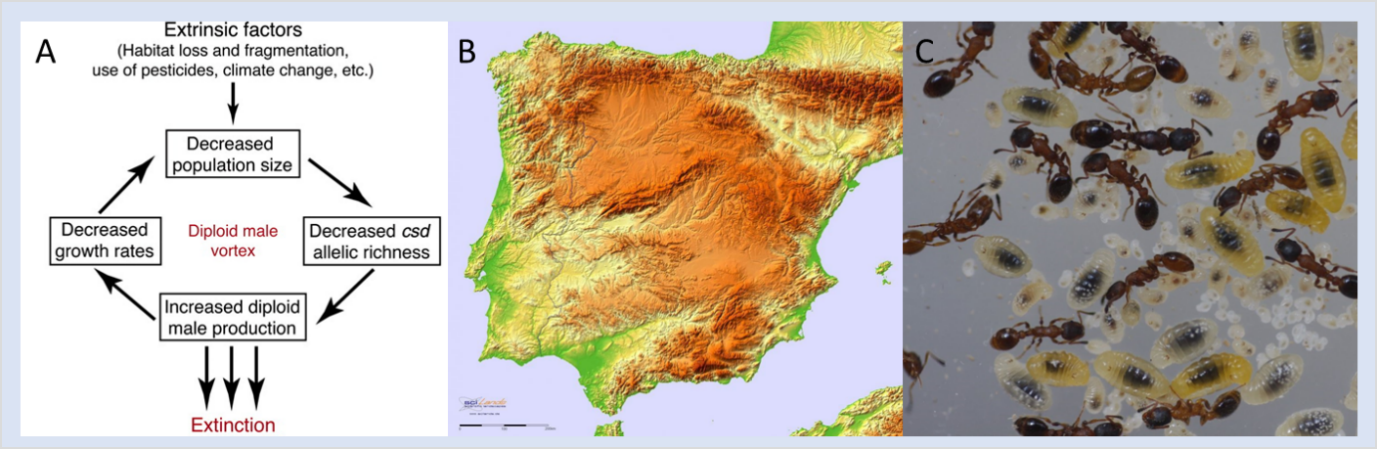 A
Extrinsic factors
(Habitat loss and fragmentation,
use of pesticides, climate change, etc.)
Decreased
population size
Decreased
growth rates
Diploid male
vortex
Decreased csd
allelic richness
Increased diploid
male production
Extinction
B
C